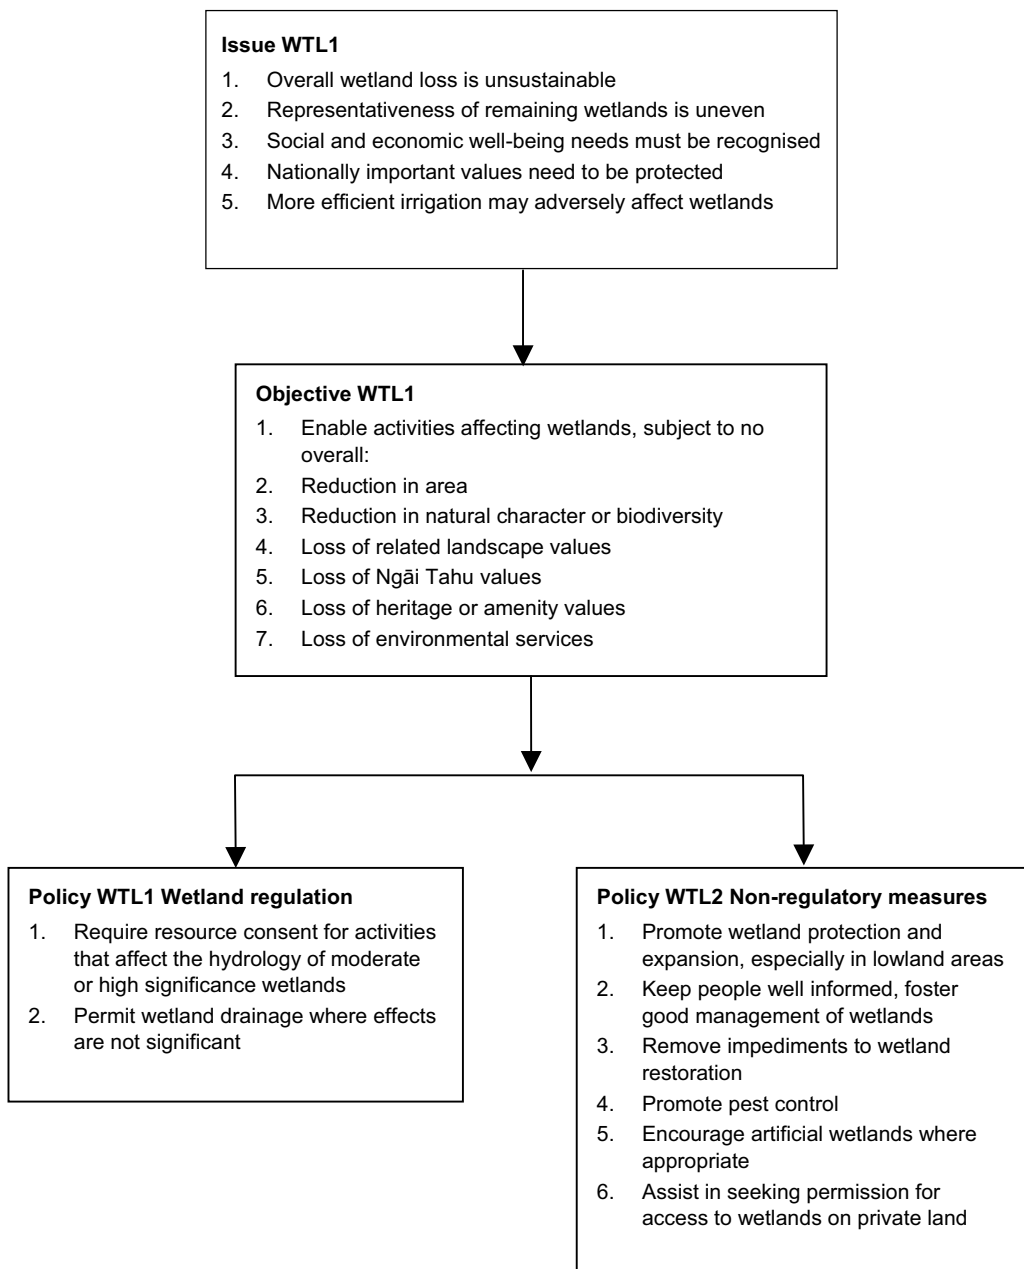 Issue WTL1
1. Overall wetland loss is unsustainable
2. Representativeness of remaining wetlands is uneven
3. Social and economic well-being needs must be recognised
4. Nationally important values need to be protected
5. More efficient irrigation may adversely affect wetlands
Objective WTL1
1. Enable activities affecting wetlands, subject to no
overall:
2. Reduction in area
3. Reduction in natural character or biodiversity
4. Loss of related landscape values
5. Loss of Ngāi Tahu values
6. Loss of heritage or amenity values
7. Loss of environmental services
Policy WTL1 Wetland regulation
1. Require resource consent for activities
that affect the hydrology of moderate
or high significance wetlands
2. Permit wetland drainage where effects
are not significant
Policy WTL2 Non-regulatory measures
1. Promote wetland protection and
expansion, especially in lowland areas
2. Keep people well informed, foster
good management of wetlands
3. Remove impediments to wetland
restoration
4. Promote pest control
5. Encourage artificial wetlands where
appropriate
6. Assist in seeking permission for
access to wetlands on private land